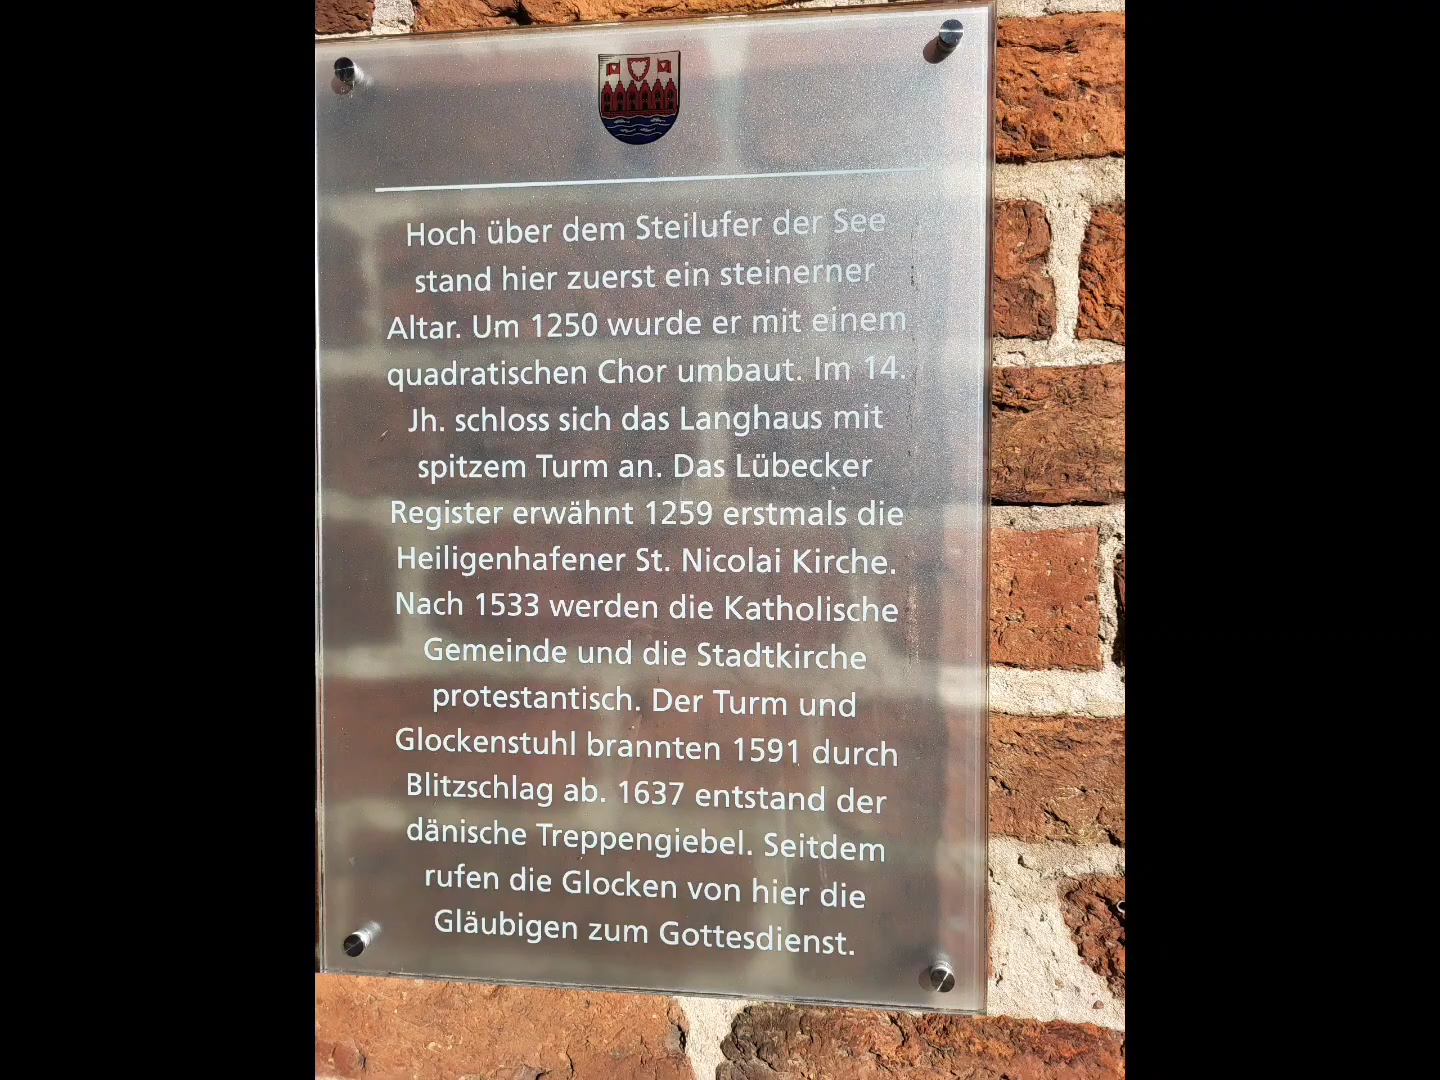 Hoch über dem Steilufer der See
stand hier zuerst ein steinerner
Altar. Um 1250 wurde er mit einem
quadratischen Chor umbaut. Im 14.
Jh. schloss sich das Langhaus mit
spitzem Turm an. Das Lübecker
Register erwähnt 1259 erstmals die
Heiligenhafener St. Nicolai Kirche.
Nach 1533 werden die Katholische
Gemeinde und die Stadtkirche
protestantisch. Der Turm und
Glockenstuhl brannten 1591 durch
Blitzschlag ab. 1637 entstand der
dänische Treppengiebel. Seitdem
rufen die Glocken von hier die
Gläubigen zum Gottesdienst.